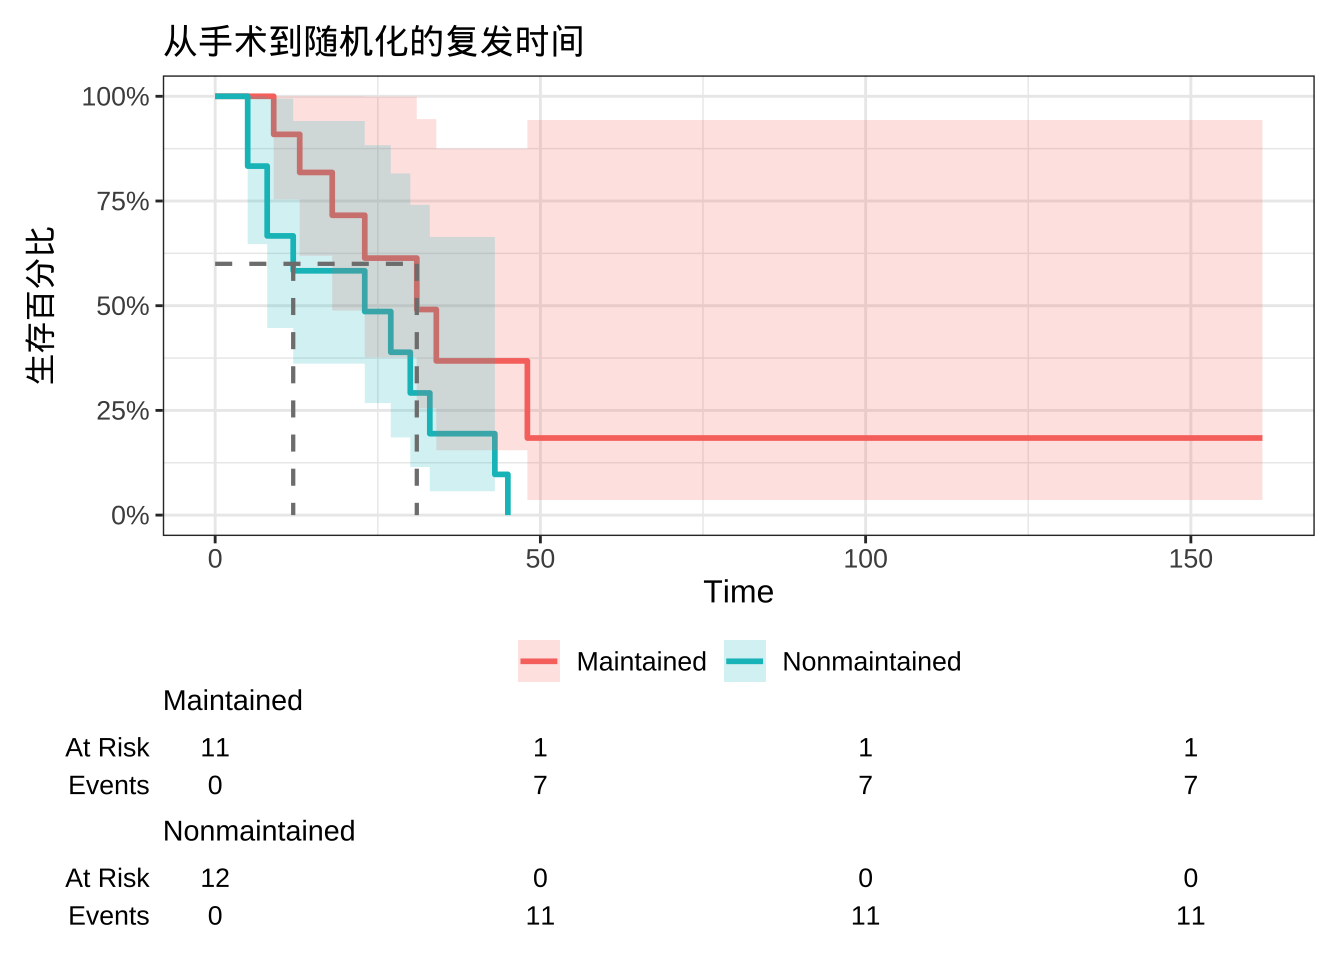 从手术到随机化的复发时间
生存百分比
100%
75%
50%
25%
0%
0 50 100 150
Time
Maintained Nonmaintained
Maintained
At Risk 11 1 1 1
Events 0 7 7 7
Nonmaintained
At Risk 12 0 0 0
Events 0 11 11 11